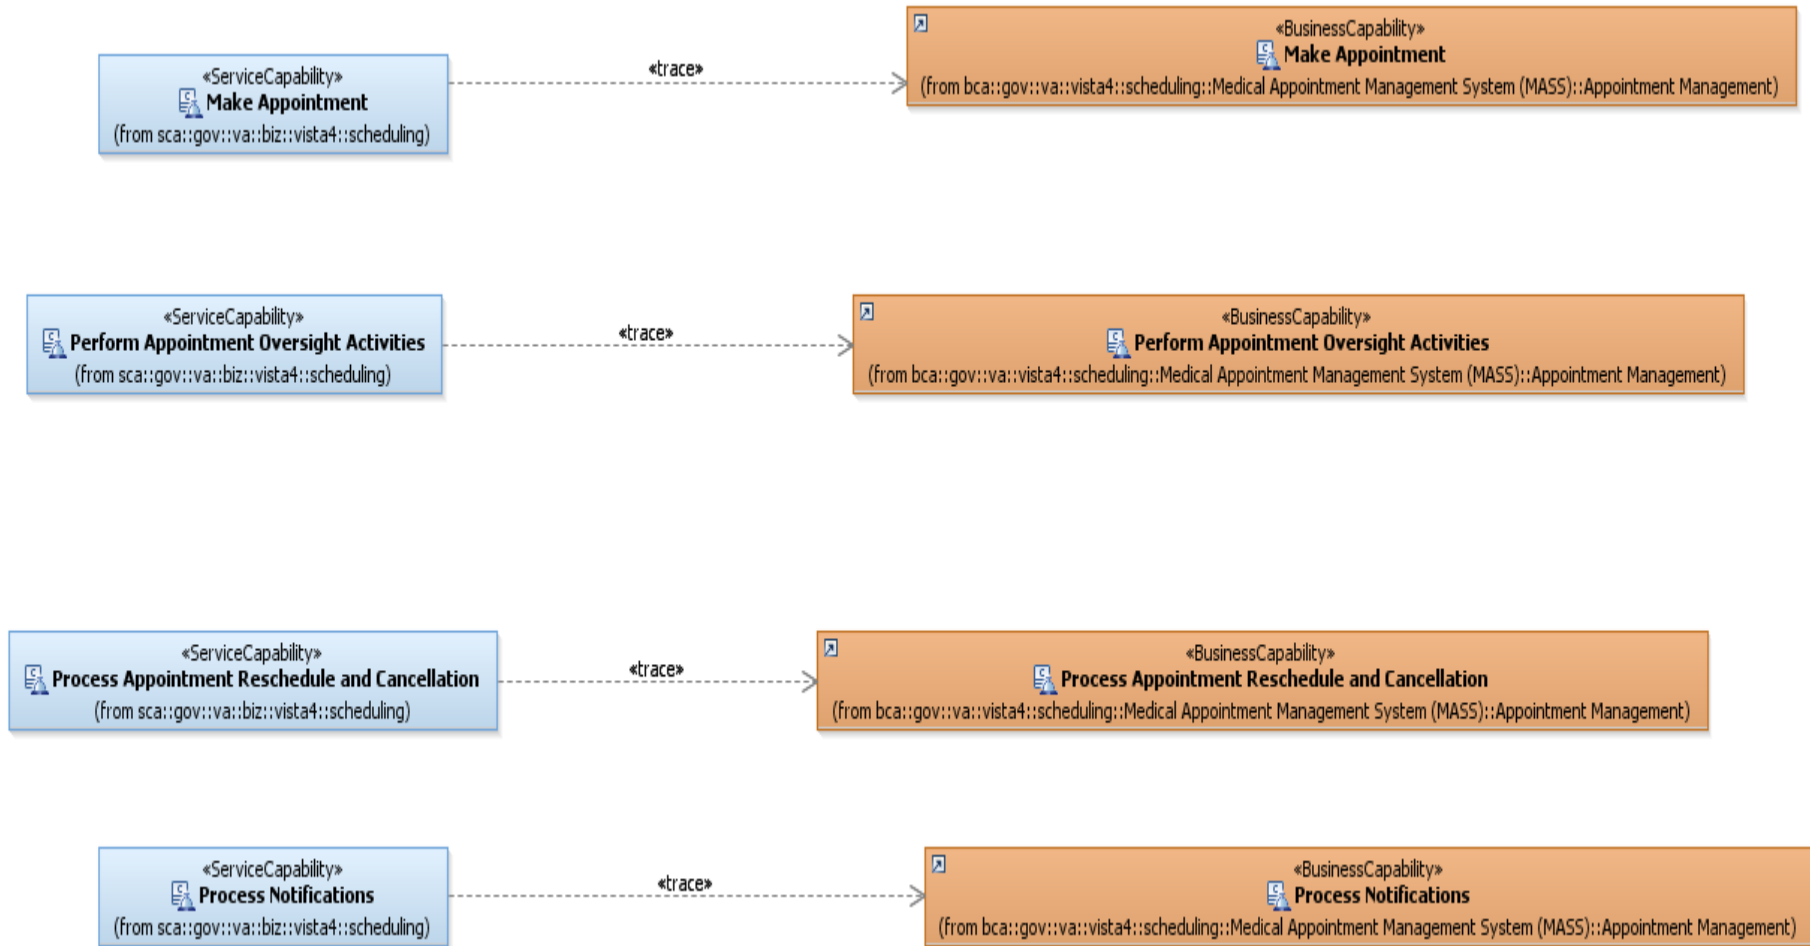 «ServiceCapability»
Make Appointment
(from sca::gov::va::biz::vista4::scheduling)
«trace»
«BusinessCapability»
Make Appointment
(from bca::gov::va::vista4::scheduling::Medical Appointment Management System (MASS)::Appointment Management)
«ServiceCapability»
Perform Appointment Oversight Activities
(from sca::gov::va::biz::vista4::scheduling)
«trace»
«BusinessCapability»
Perform Appointment Oversight Activities
(from bca::gov::va::vista4::scheduling::Medical Appointment Management System (MASS)::Appointment Management)
«ServiceCapability»
Process Appointment Reschedule and Cancellation
(from sca::gov::va::biz::vista4::scheduling)
«trace»
«BusinessCapability»
Process Appointment Reschedule and Cancellation
(from bca::gov::va::vista4::scheduling::Medical Appointment Management System (MASS)::Appointment Management)
«ServiceCapability»
Process Notifications
(from sca::gov::va::biz::vista4::scheduling)
«trace»
«BusinessCapability»
Process Notifications
(from bca::gov::va::vista4::scheduling::Medical Appointment Management System (MASS)::Appointment Management)